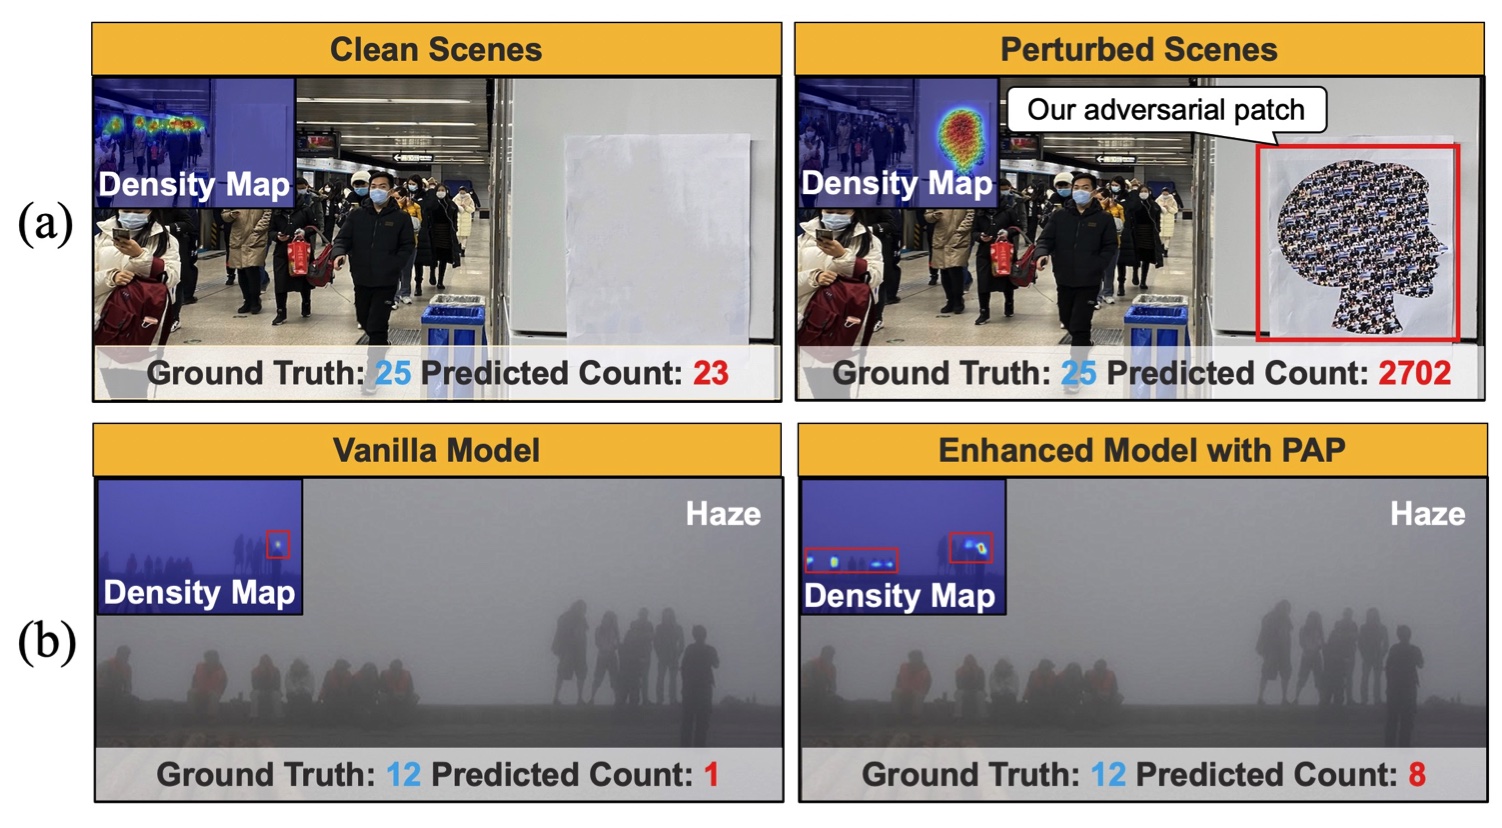 Clean Scenes
Perturbed Scenes
Density Map
Our adversarial patch
Density Map
(a)
Ground Truth: 25 Predicted Count: 23
Ground Truth: 25 Predicted Count: 2702
Vanilla Model
Enhanced Model with PAP
Haze
Haze
Density Map
Density Map
(b)
Ground Truth: 12 Predicted Count: 1
Ground Truth: 12 Predicted Count: 8